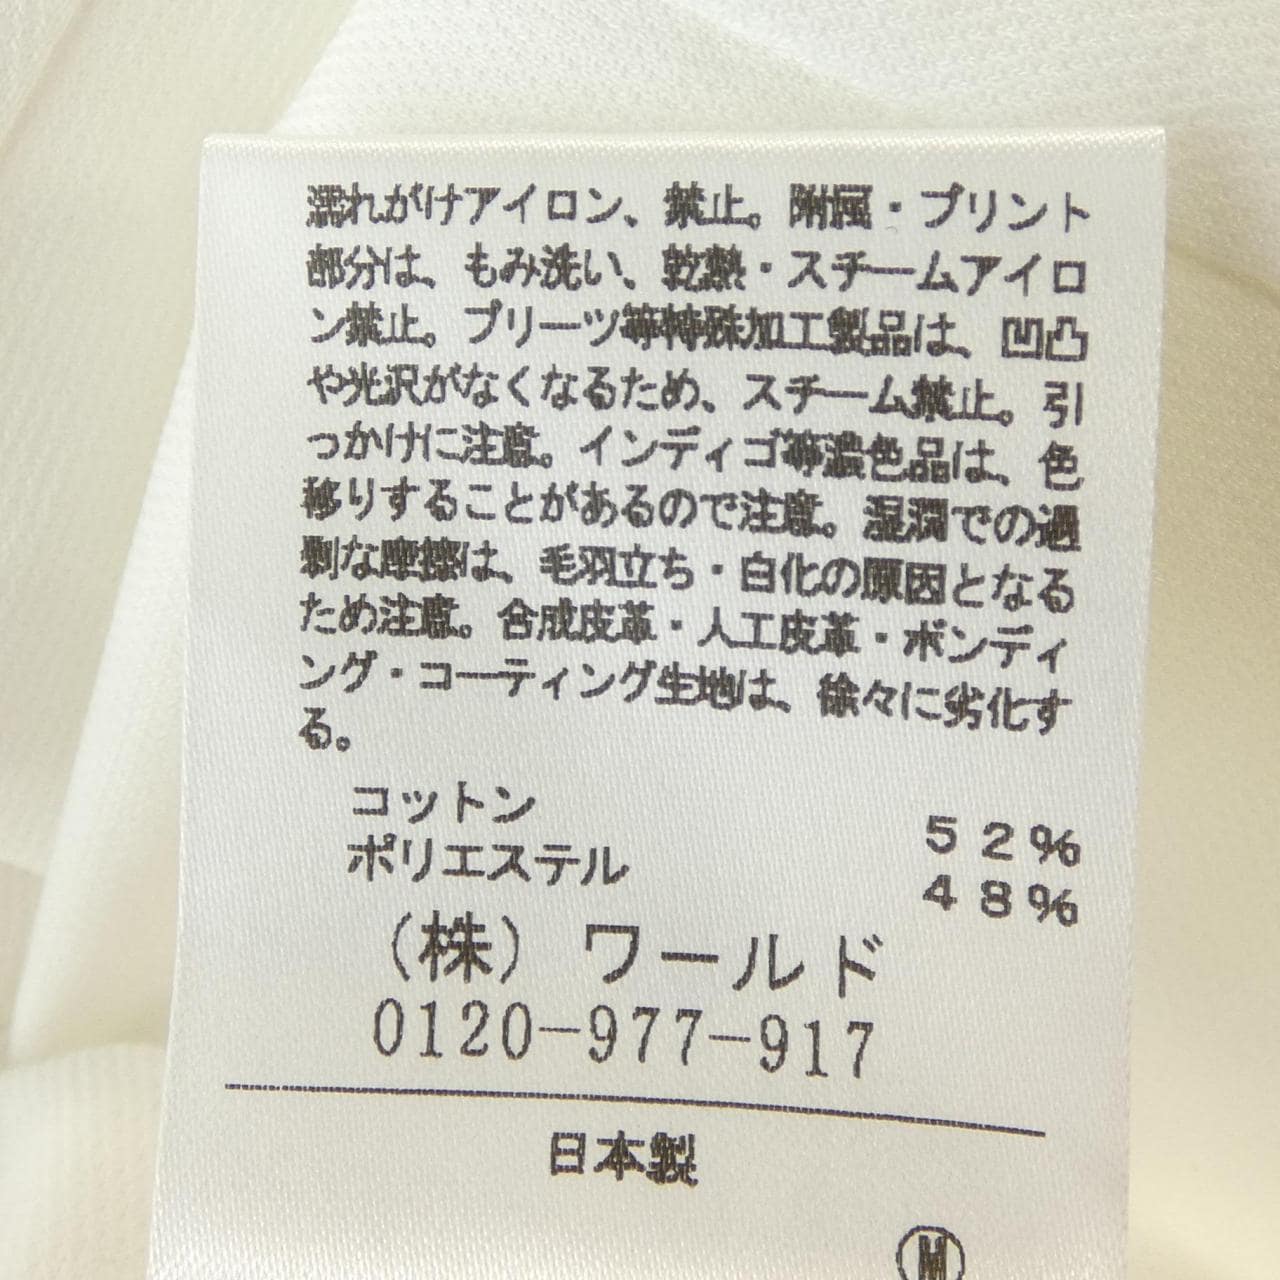 濡れがけアイロン、禁止。附属・プリント
部分は、もみ洗い、乾熱・スチームアイロ
ン禁止。プリーツ等特殊加工製品は、凹凸
や光沢がなくなるため、スチーム禁止。引
っかけに注意。インディゴ等濃色品は、色
移りすることがあるので注意。湿潤での過
剰な摩擦は、毛羽立ち・白化の原因となる
ため注意。合成皮革・人工皮革・ボンディ
ング・コーティング生地は、徐々に劣化す
る。
コットン 52%
ポリエステル 48%
(株)ワールド
0120-977-917
日本製
M